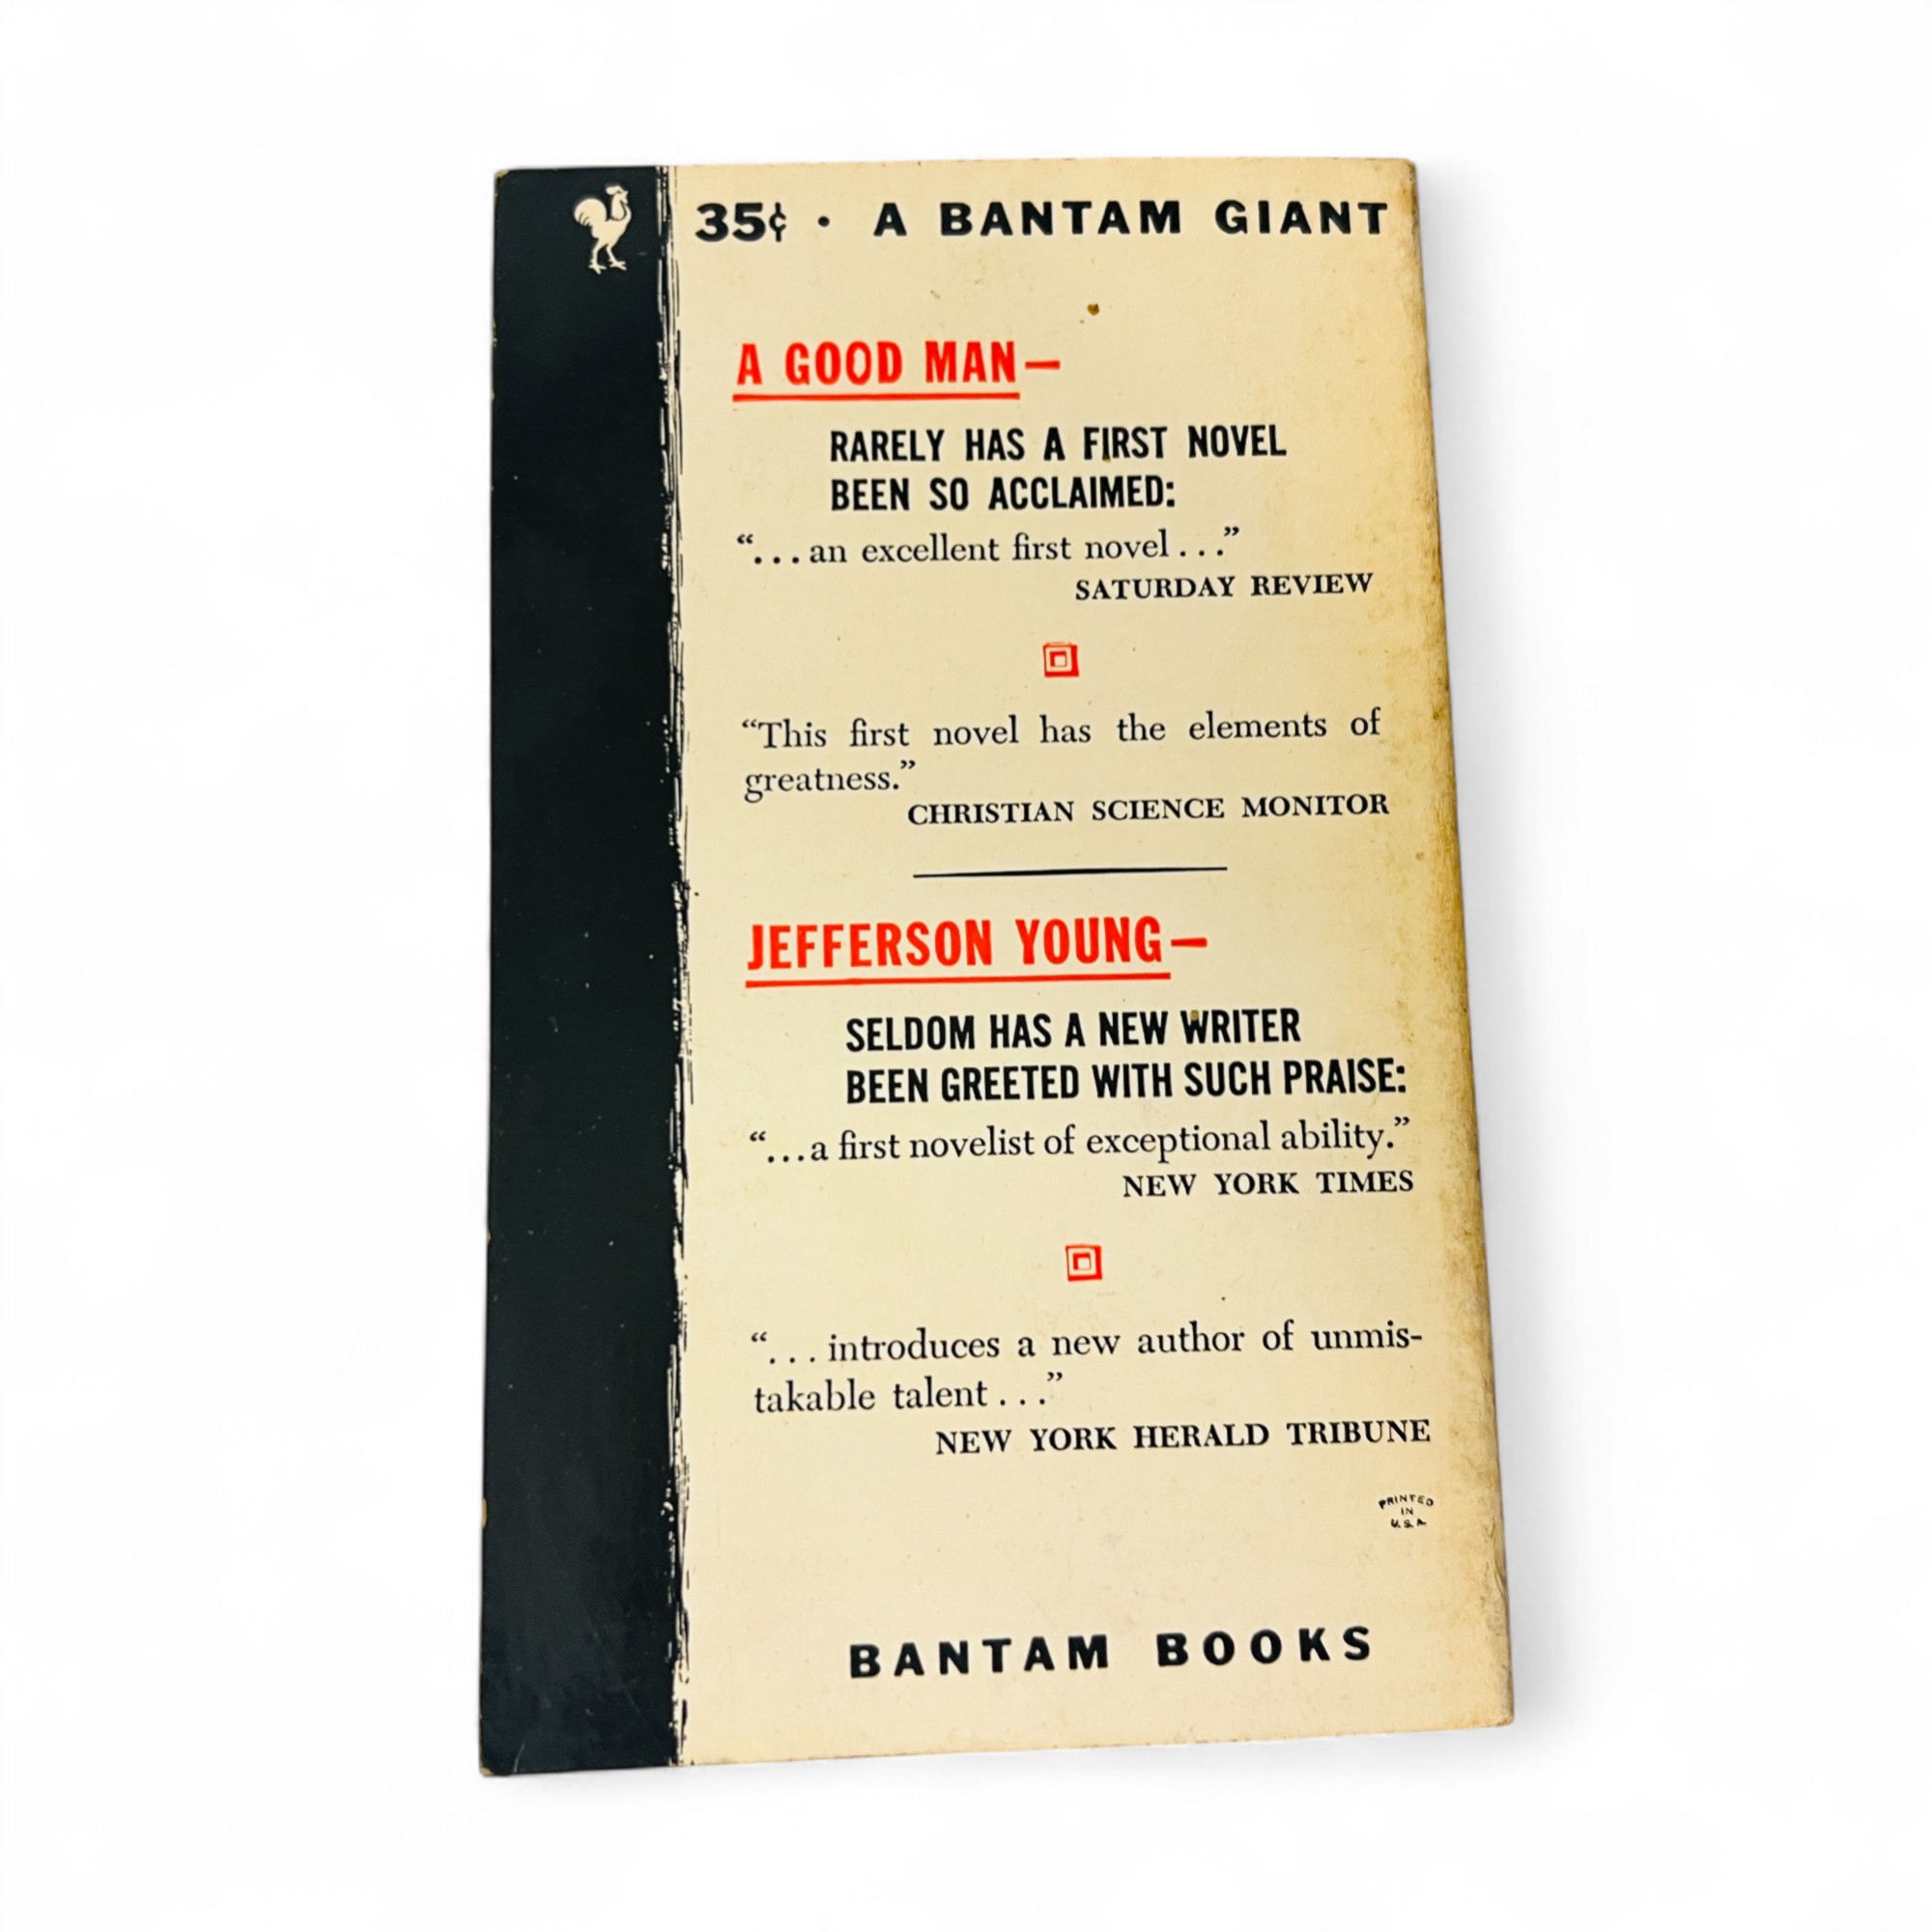 35¢ · A BANTAM GIANT
A GOOD MAN—
RARELY HAS A FIRST NOVEL
BEEN SO ACCLAIMED:
“...an excellent first novel...”
SATURDAY REVIEW
“This first novel has the elements of
greatness.”
CHRISTIAN SCIENCE MONITOR
JEFFERSON YOUNG—
SELDOM HAS A NEW WRITER
BEEN GREETED WITH SUCH PRAISE:
“...a first novelist of exceptional ability.”
NEW YORK TIMES
“...introduces a new author of unmis-
takable talent...”
NEW YORK HERALD TRIBUNE
PRINTED
IN
U.S.A.
BANTAM BOOKS